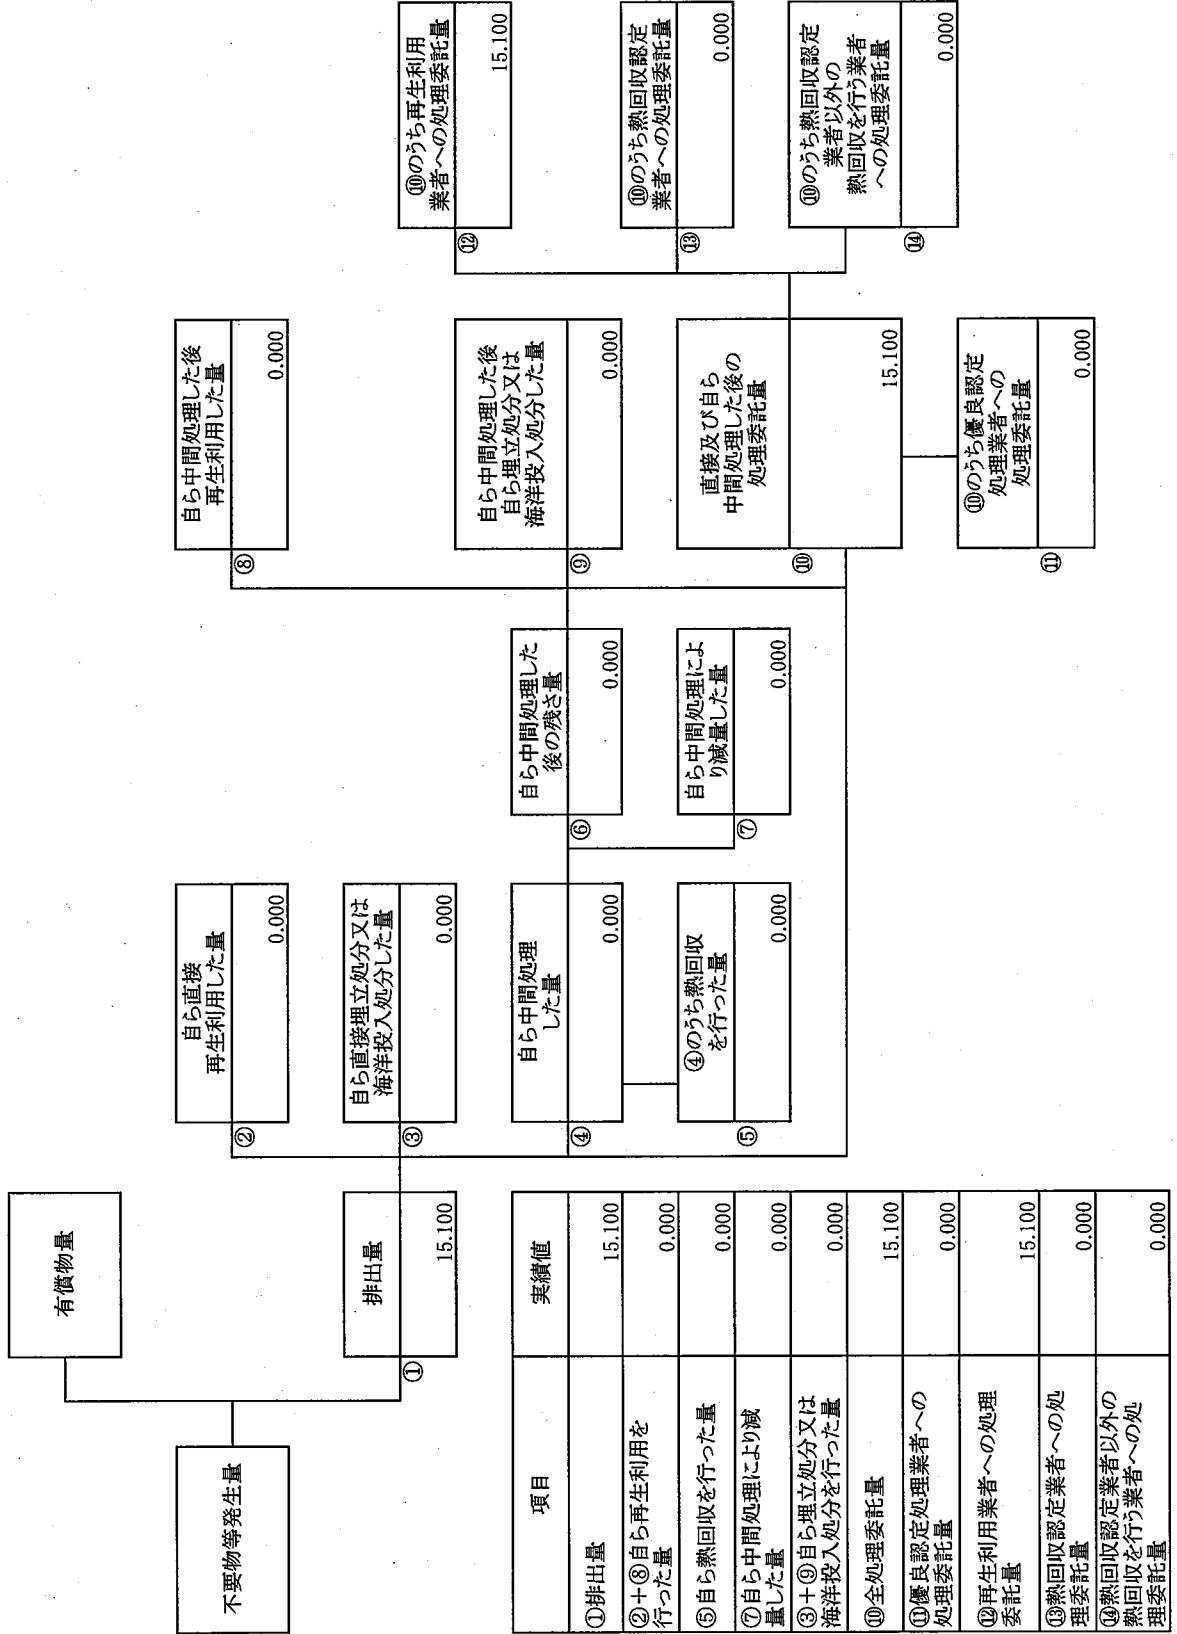 不要物等発生量
有償物量
排出量
①
15.100
自ら直接
再生利用した量
②
0.000
自ら直接埋立処分又は
海洋投入処分した量
③
0.000
自ら中間処理
した量
④
0.000
④のうち熱回収
を行った量
⑤
0.000
自ら中間処理した
後の残さ量
⑥
0.000
自ら中間処理によ
り減量した量
⑦
0.000
自ら中間処理した後
再生利用した量
⑧
0.000
自ら中間処理した後
自ら埋立処分又は
海洋投入処分した量
⑨
0.000
直接及び自ら
中間処理した後の
処理委託量
⑩
15.100
⑩のうち優良認定
処理業者への
処理委託量
⑪
0.000
⑩のうち再生利用
業者への処理委託量
⑫
15.100
⑩のうち熱回収認定
業者への処理委託量
⑬
0.000
⑩のうち熱回収認定
業者以外の
熱回収を行う業者
への処理委託量
⑭
0.000
項目 実績値
①排出量 15.100
②+⑧自ら再生利用を
行った量 0.000
⑤自ら熱回収を行った量 0.000
⑦自ら中間処理により減
量した量 0.000
③+⑨自ら埋立処分又は
海洋投入処分を行った量 0.000
⑩全処理委託量 15.100
⑪優良認定処理業者への
処理委託量 0.000
⑫再生利用業者への処理
委託量 15.100
⑬熱回収認定業者への処
理委託量 0.000
⑭熱回収認定業者以外の
熱回収を行う業者への処
理委託量 0.000